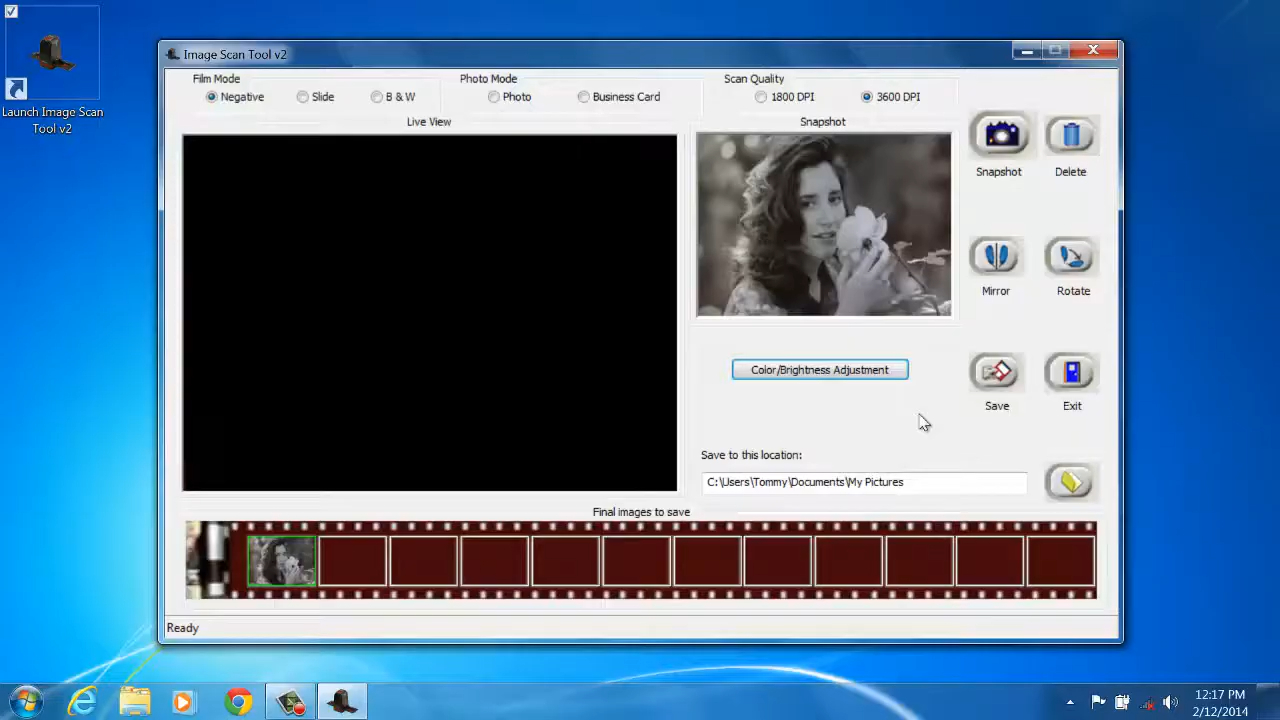 Launch Image Scan
Tool v2
Image Scan Tool v2
Film Mode
Negative
Slide
B & W
Photo Mode
Photo
Business Card
Scan Quality
1800 DPI
3600 DPI
Live View
Snapshot
Snapshot
Delete
Mirror
Rotate
Color/Brightness Adjustment
Save
Exit
Save to this location:
C:\Users\Tommy\Documents\My Pictures
Final images to save
Ready
12:17 PM
2/12/2014